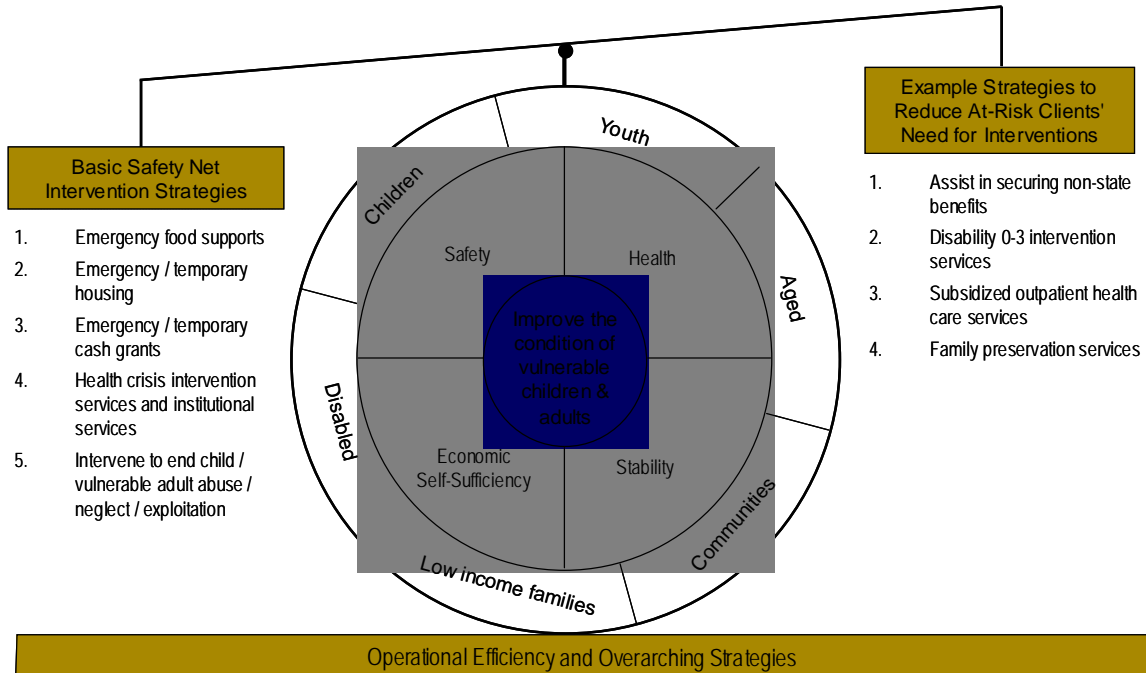 Basic Safety Net
Intervention Strategies
1. Emergency food supports
2. Emergency / temporary
housing
3. Emergency / temporary
cash grants
4. Health crisis intervention
services and institutional
services
5. Intervene to end child /
vulnerable adult abuse /
neglect / exploitation
Youth
Children
Aged
Disabled
Communities
Low income families
Safety
Health
Improve the
condition of
vulnerable
children &
adults
Economic
Self-Sufficiency
Stability
Example Strategies to
Reduce At-Risk Clients'
Need for Interventions
1. Assist in securing non-state
benefits
2. Disability 0-3 intervention
services
3. Subsidized outpatient health
care services
4. Family preservation services
Operational Efficiency and Overarching Strategies